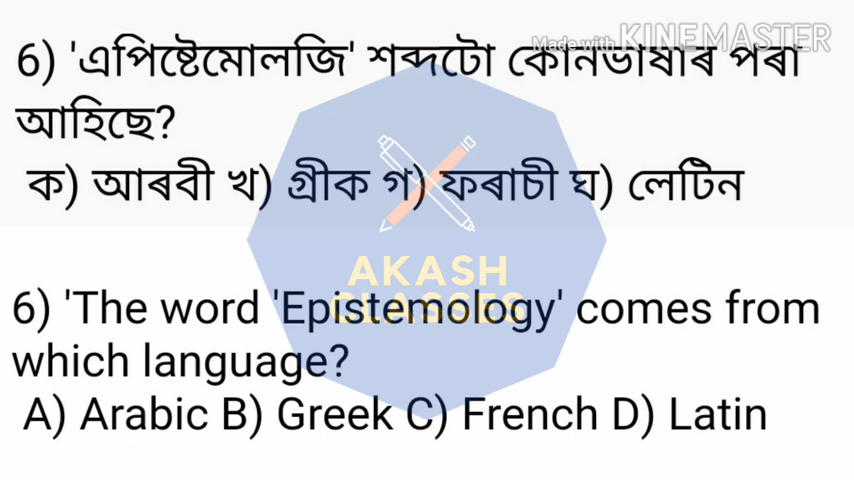 Made with KINEMASTER
6) 'এপিষ্টেমোলজি' শব্দটো কোনভাষাৰ পৰা
আহিছে?
ক) আৰবী খ) গ্ৰীক গ) ফৰাচী ঘ) লেটিন
AKASH
CLASSES
6) 'The word 'Epistemology' comes from
which language?
A) Arabic B) Greek C) French D) Latin